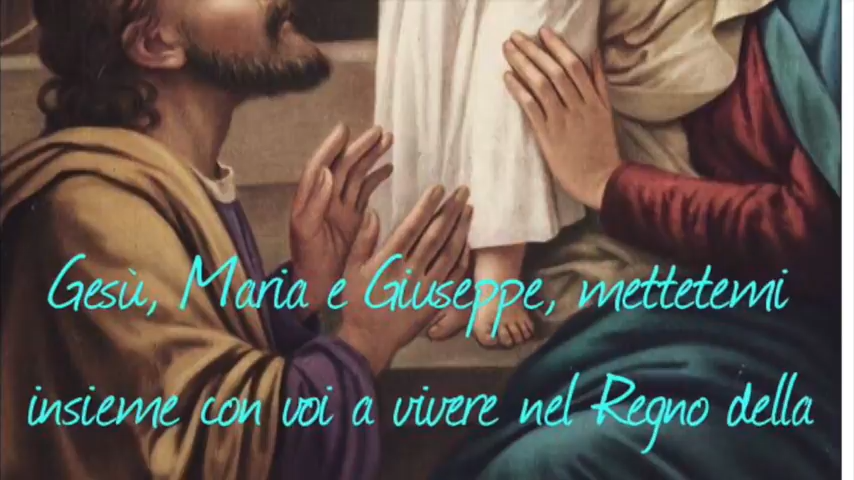 Gesù, Maria e Giuseppe, mettetemi
insieme con voi a vivere nel Regno della